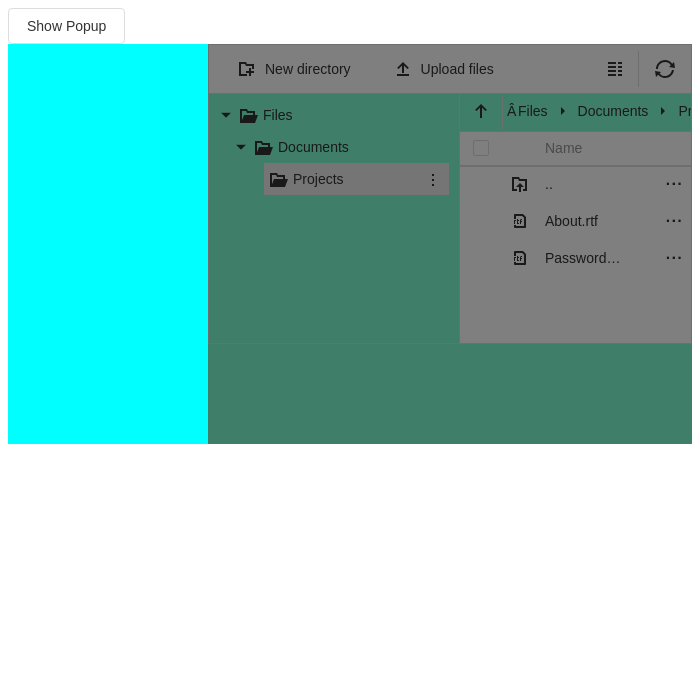 Show Popup
New directory
Upload files
Files
Documents
Projects
ÂFiles
Documents
Pr
Name
..
About.rtf
Password…